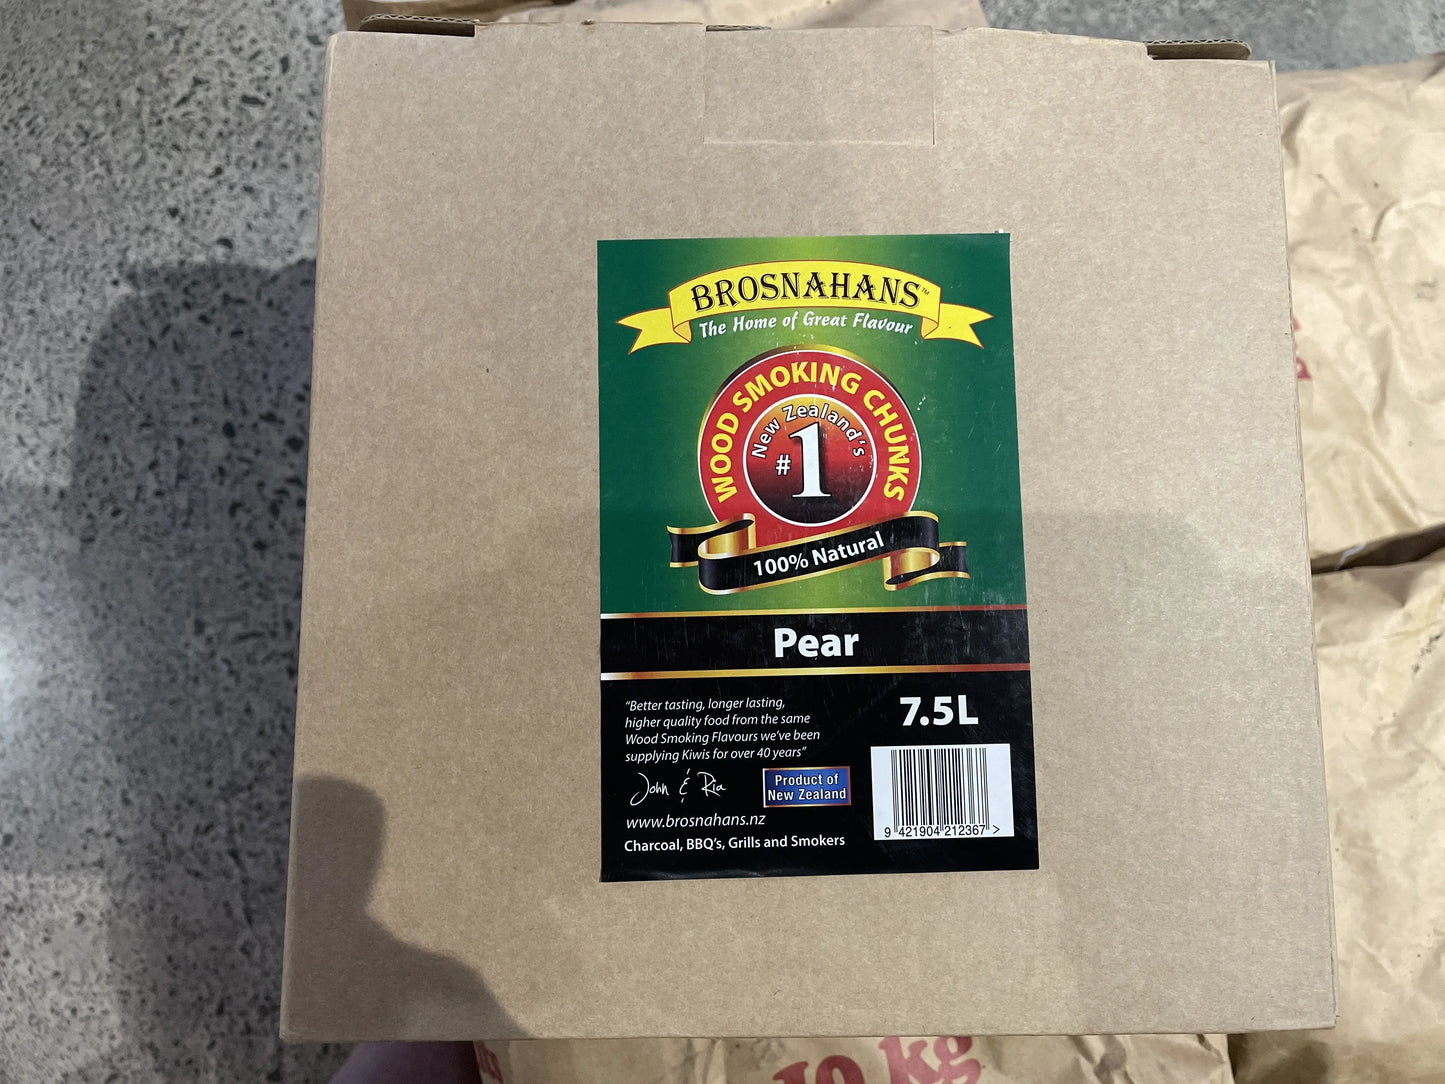 BROSNAHANS™
The Home of Great Flavour
WOOD SMOKING CHUNKS
New Zealand's
#1
100% Natural
Pear
7.5L
"Better tasting, longer lasting,
higher quality food from the same
Wood Smoking Flavours we've been
supplying Kiwis for over 40 years"
John & Ria
Product of
New Zealand
www.brosnahans.nz
Charcoal, BBQ's, Grills and Smokers
9 421904 212367 >
10 kg